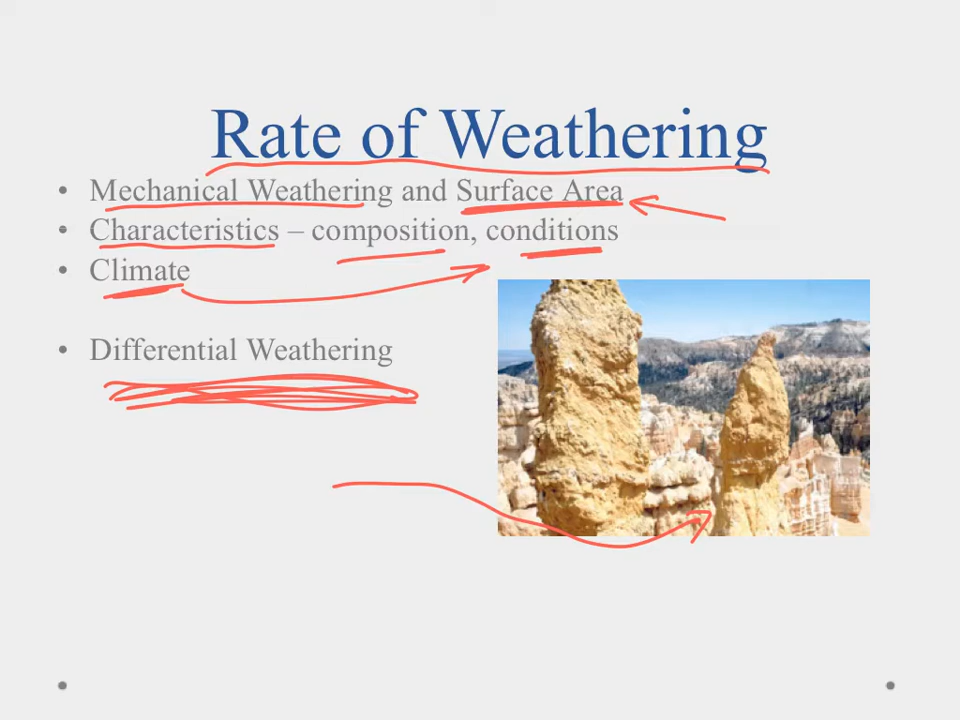 Rate of Weathering
• Mechanical Weathering and Surface Area
• Characteristics – composition, conditions
• Climate
• Differential Weathering